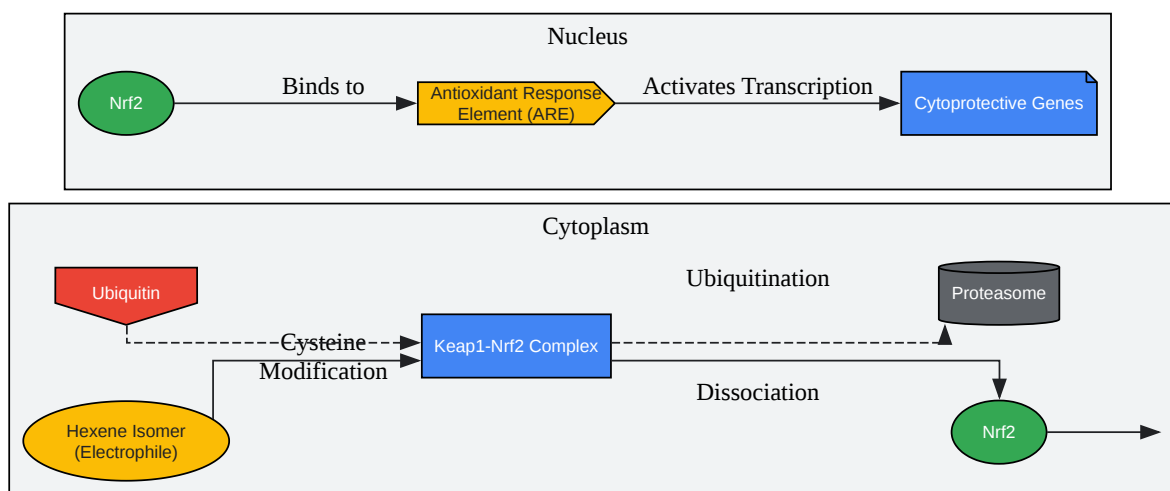 Nucleus
Nrf2
Binds to
Antioxidant Response
Element (ARE)
Activates Transcription
Cytoprotective Genes
Cytoplasm
Ubiquitin
Ubiquitination
Proteasome
Cysteine
Modification
Keap1-Nrf2 Complex
Dissociation
Hexene Isomer
(Electrophile)
Nrf2